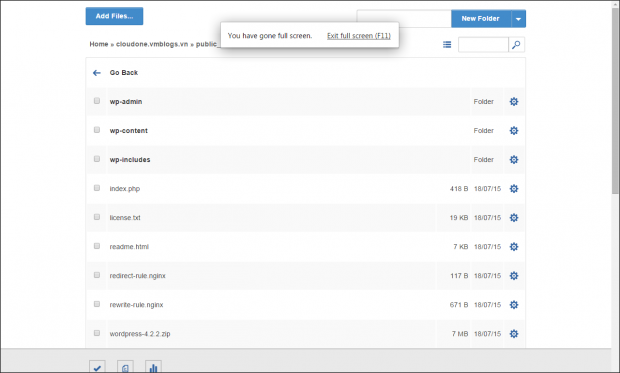 Add Files...
New Folder
You have gone full screen. Exit full screen (F11)
Home » cloudone.vmblogs.vn » public_
Go Back
wp-admin Folder
wp-content Folder
wp-includes Folder
index.php 418 B 18/07/15
license.txt 19 KB 18/07/15
readme.html 7 KB 18/07/15
redirect-rule.nginx 117 B 18/07/15
rewrite-rule.nginx 671 B 18/07/15
wordpress-4.2.2.zip 7 MB 18/07/15